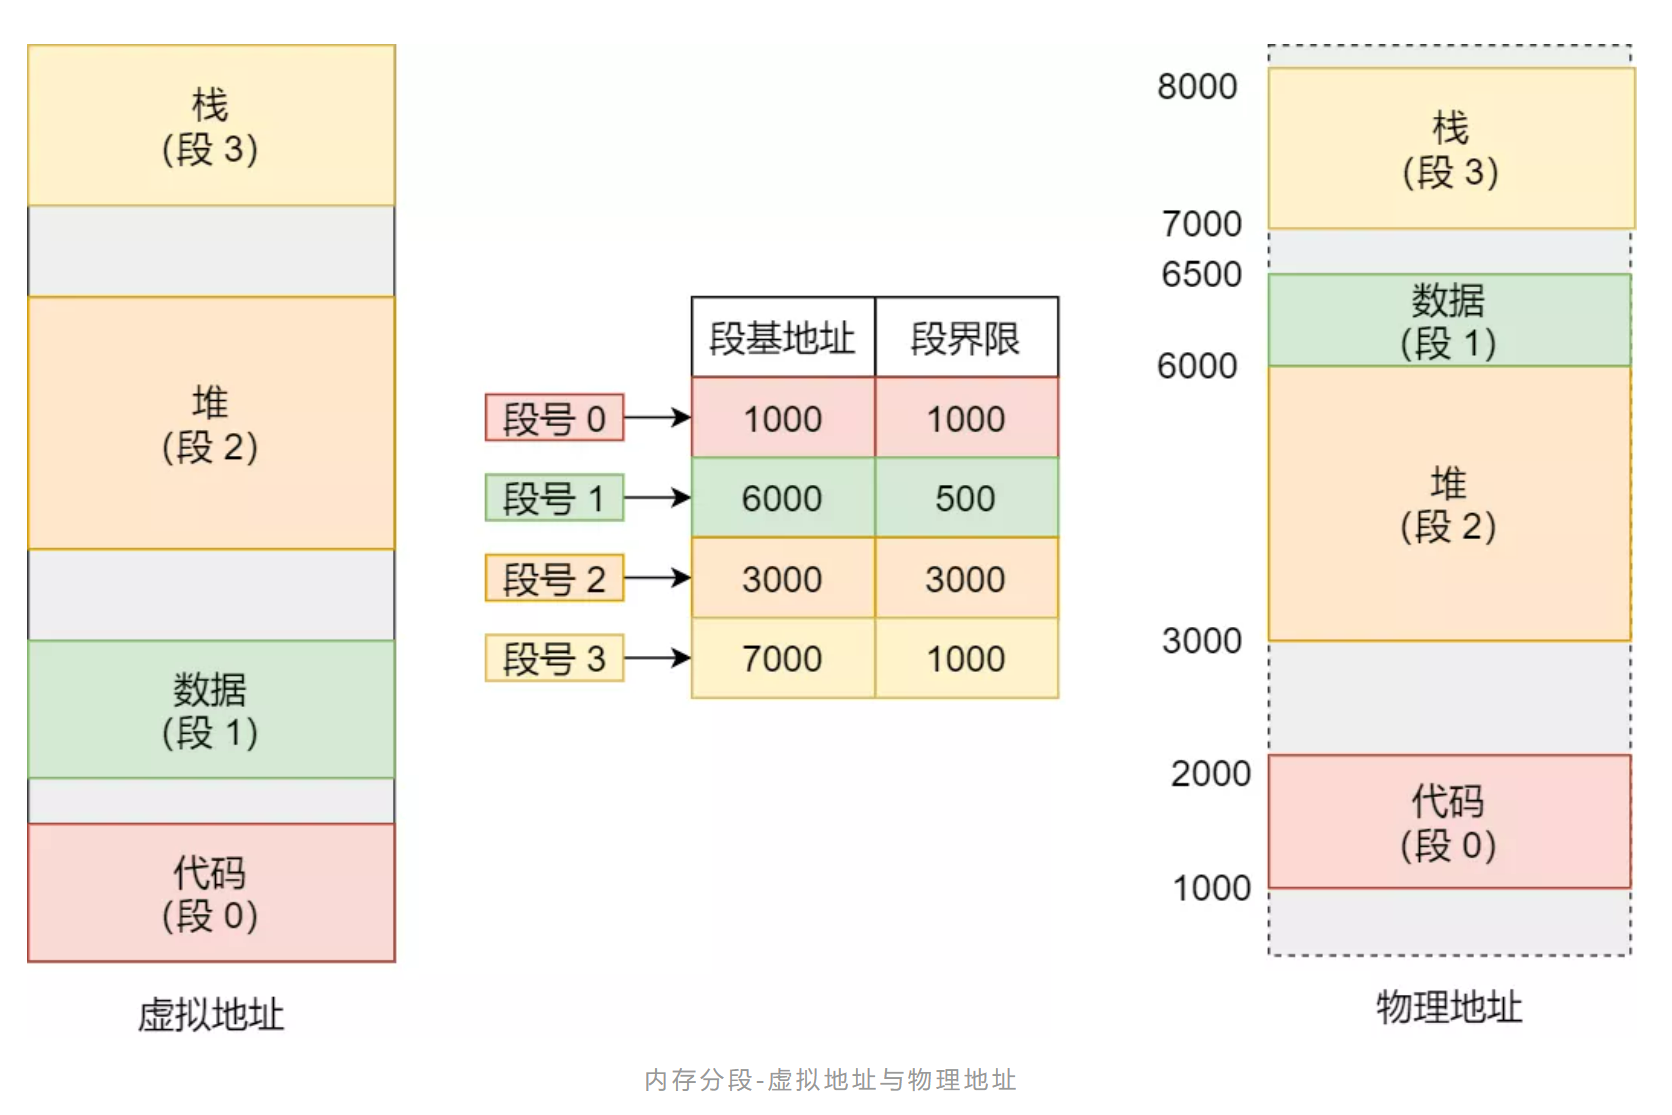 栈
(段 3)
堆
(段 2)
数据
(段 1)
代码
(段 0)
虚拟地址
段基地址 段界限
段号 0 1000 1000
段号 1 6000 500
段号 2 3000 3000
段号 3 7000 1000
8000
栈
(段 3)
7000
6500
数据
(段 1)
6000
堆
(段 2)
3000
2000
代码
(段 0)
1000
物理地址
内存分段-虚拟地址与物理地址